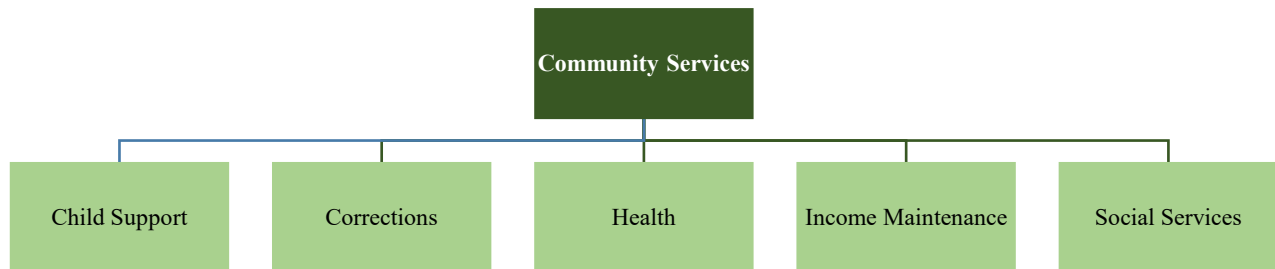 Community Services
Child Support
Corrections
Health
Income Maintenance
Social Services